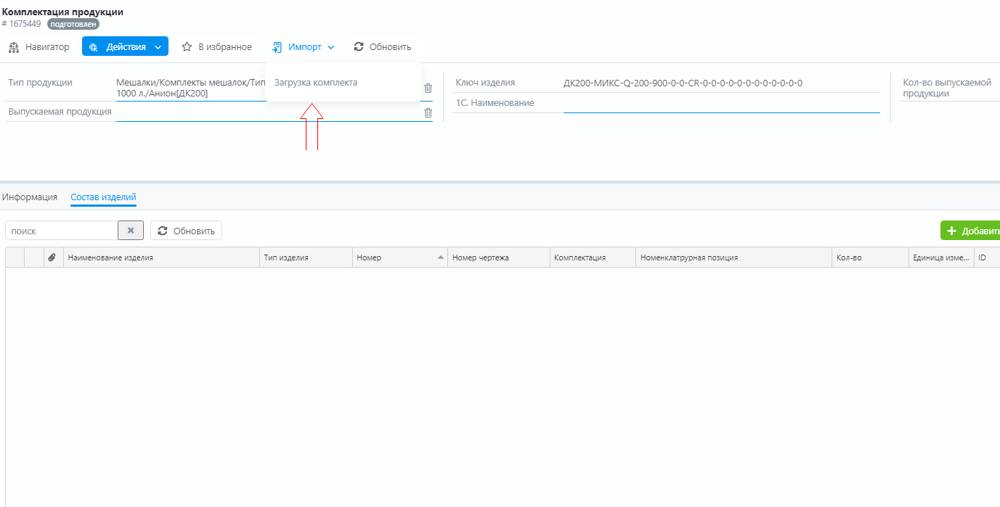 Комплектация продукции
# 1675449 подготовлен
Навигатор Действия В избранное Импорт Обновить
Загрузка комплекта
Тип продукции Мешалки/Комплекты мешалок/Тип
1000 л./Анион[ДК200]
Выпускаемая продукция
Ключ изделия ДК200-МИКС-Q-200-900-0-0-CR-0-0-0-0-0-0-0-0-0-0-0
1С. Наименование
Кол-во выпускаемой
продукции
Информация Состав изделий
поиск Обновить Добавить
Наименование изделия Тип изделия Номер Номер чертежа Комплектация Номенклатрурная позиция Кол-во Единица изме... ID